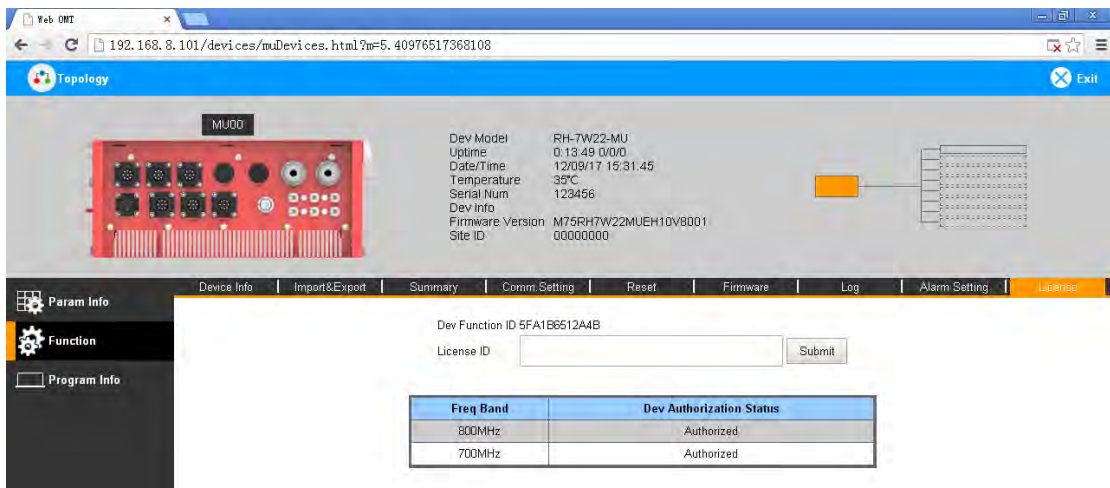 Web OMT
192.168.8.101/devices/muDevices.html?m=5.40976517368108
Topology
Exit
MU00
Dev Model RH-7W22-MU
Uptime 0:13:49 0/0/0
Date/Time 12/09/17 15:31:45
Temperature 35℃
Serial Num 123456
Dev Info
Firmware Version M75RH7W22MUEH10V8001
Site ID 00000000
Param Info
Function
Program Info
Device Info Import&Export Summary Comm.Setting Reset Firmware Log Alarm Setting License
Dev Function ID 5FA1B6512A4B
License ID Submit
Freq Band Dev Authorization Status
800MHz Authorized
700MHz Authorized